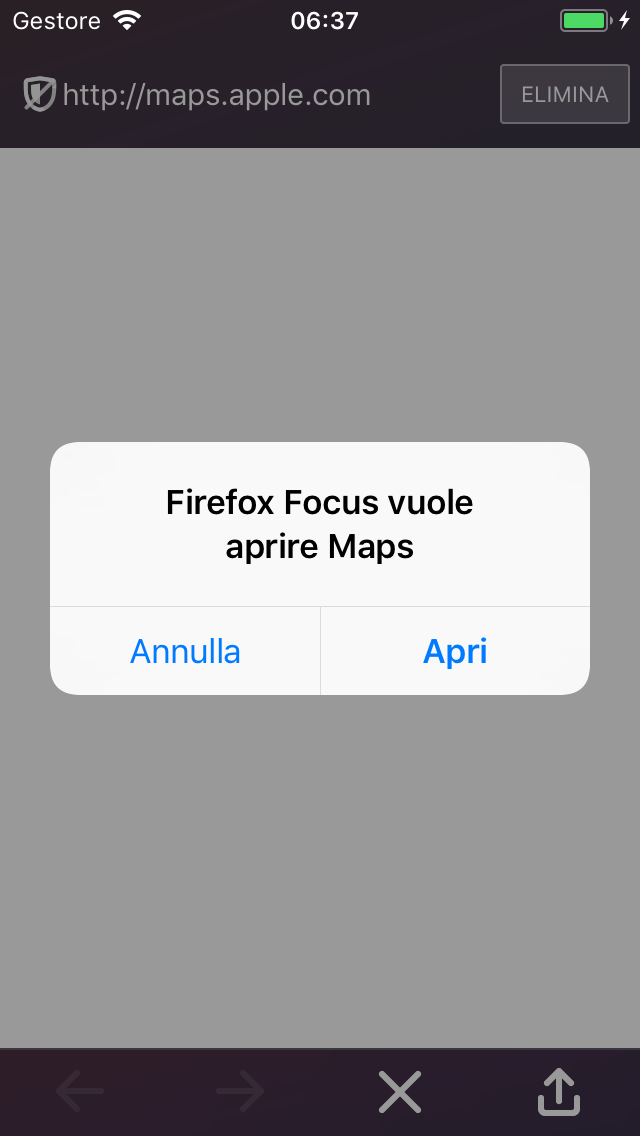 Gestore 06:37
http://maps.apple.com ELIMINA
Firefox Focus vuole
aprire Maps
Annulla Apri